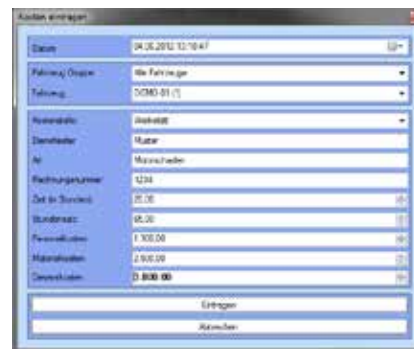 Kosten eintragen
Datum 04.06.2012 13:18:47
Fahrzeug Gruppe Alle Fahrzeuge
Fahrzeug DEMO-01 (1)
Kostenstelle Werkstatt
Dienstleister Muster
Art Motorschaden
Rechnungsnummer 1234
Zeit (in Stunden) 20,00
Stundensatz 65,00
Personalkosten 1.300,00
Materialkosten 2.500,00
Gesamtkosten 3.800,00
Eintragen
Abbrechen